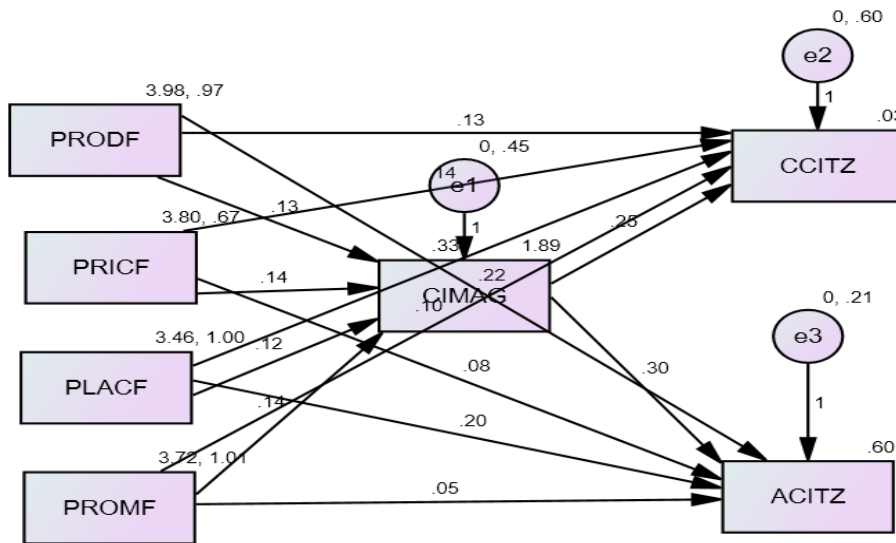 0, .60
e2
3.98, .97
1
.03
PRODF
.13
0, .45
CCITZ
e1
.14
.13
3.80, .67
1
.25
.33
1.89
PRICF
.14
.22
CIMAG
.10
0, .21
e3
3.46, 1.00
.12
PLACF
.08
.30
1
.14
.20
3.72, 1.01
.60
PROMF
.05
ACITZ